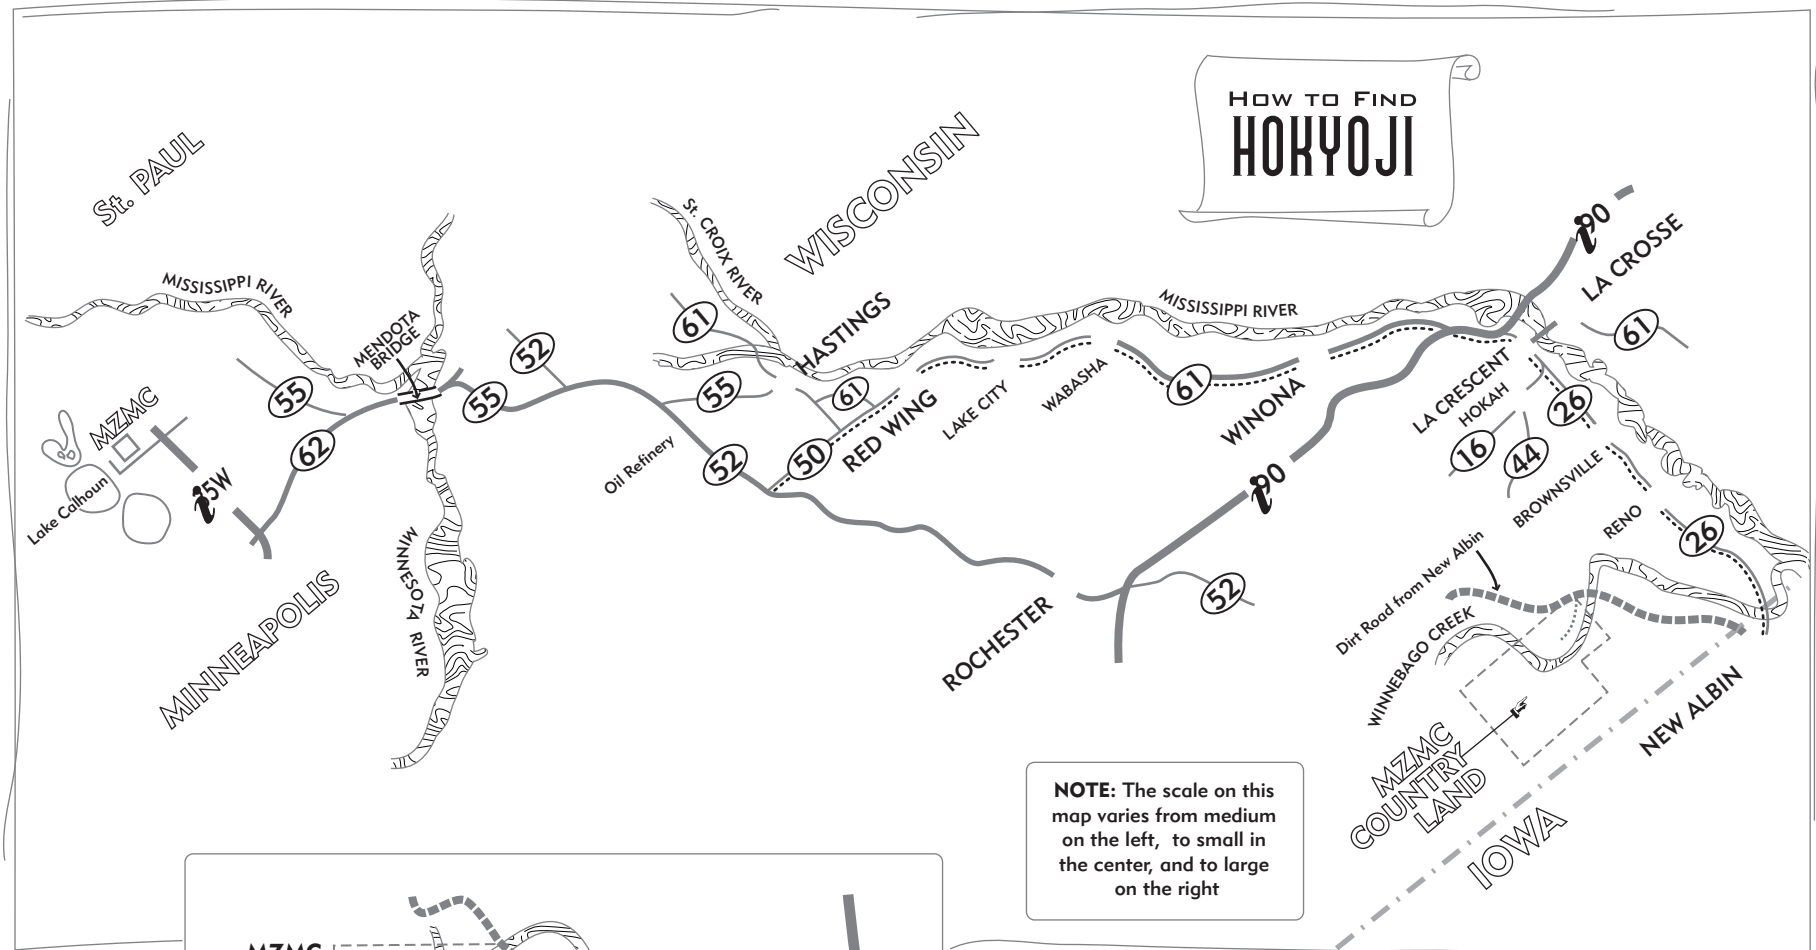 How to Find
HOKYOJI
St. PAUL
WISCONSIN
MISSISSIPPI RIVER
MENDOTA
BRIDGE
St. CROIX RIVER
61
52
HASTINGS
MISSISSIPPI RIVER
i90
LA CROSSE
61
MZMC
55
62
55
55
61
50
RED WING
LAKE CITY
WABASHA
61
WINONA
LA CRESCENT
HOKAH
26
16
44
Lake Calhoun
i35W
Oil Refinery
52
i90
BROWNSVILLE
RENO
26
MINNEAPOLIS
MINNESOTA RIVER
ROCHESTER
52
Dirt Road from New Albin
WINNEBAGO CREEK
NEW ALBIN
MZMC
COUNTRY
LAND
IOWA
NOTE: The scale on this
map varies from medium
on the left, to small in
the center, and to large
on the right